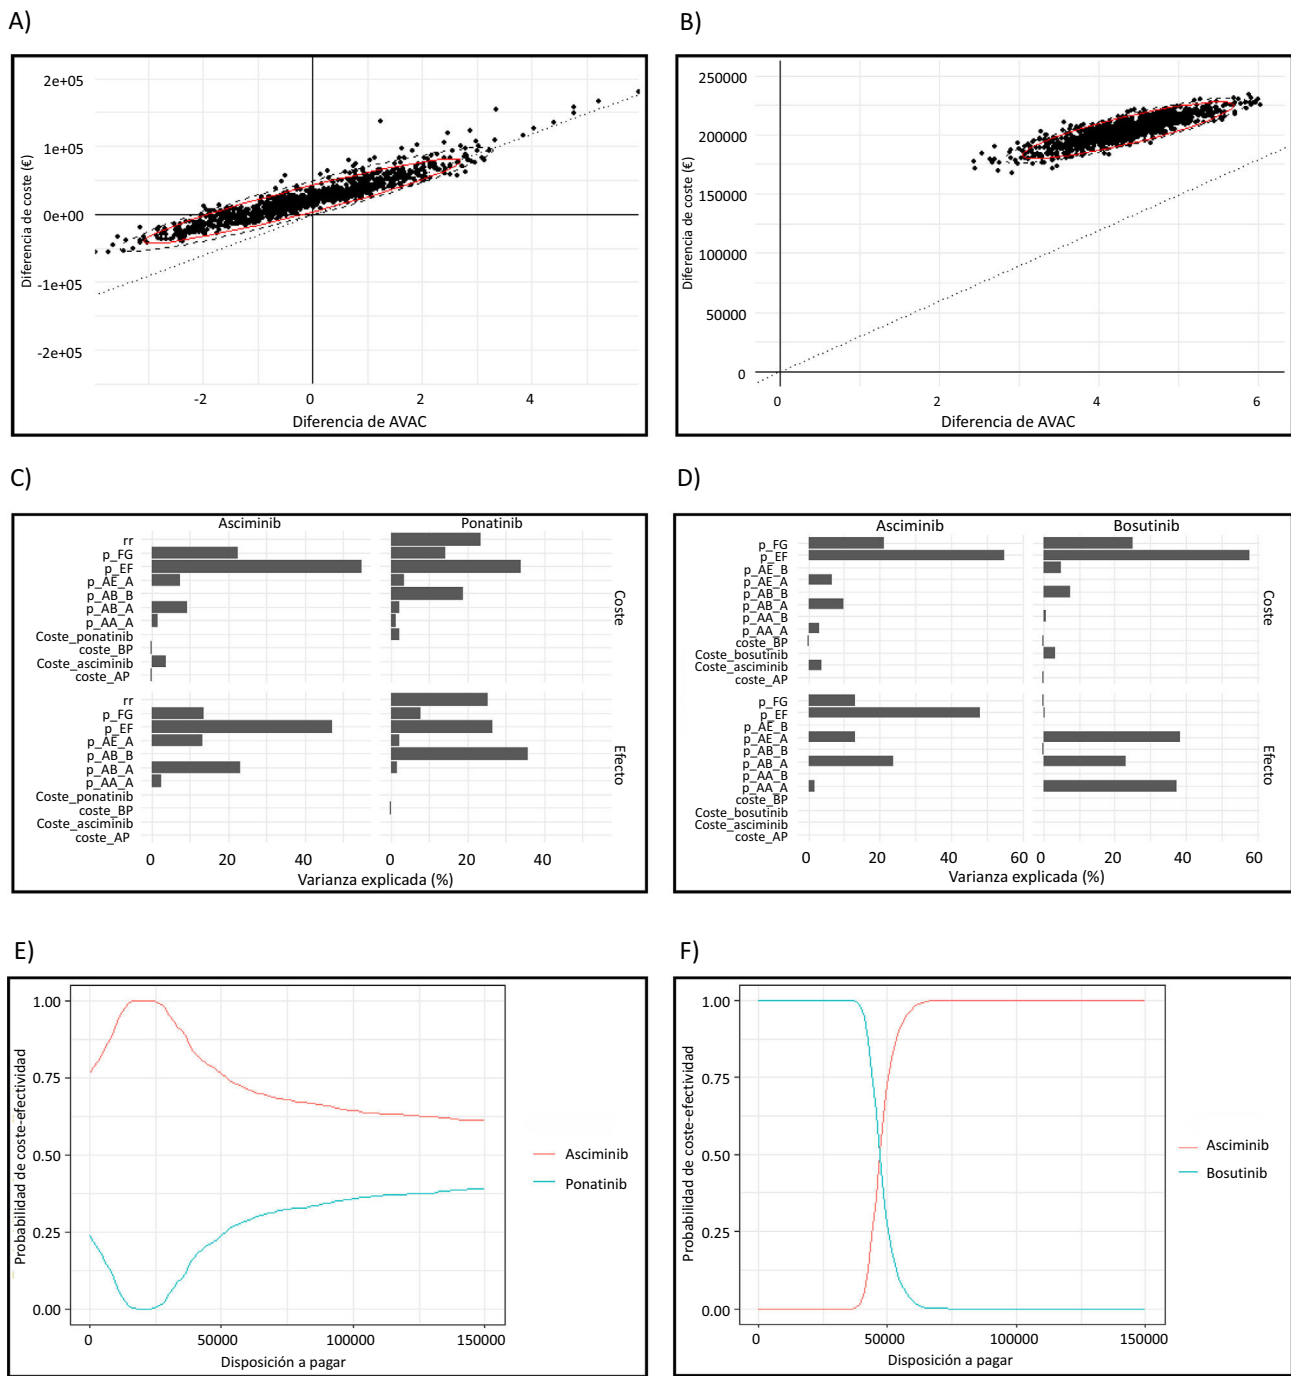 A)
2e+05
1e+05
0e+00
-1e+05
-2e+05
Diferencia de coste (€)
-2
0
2
4
Diferencia de AVAC
B)
250000
200000
150000
100000
50000
0
Diferencia de coste (€)
0
2
4
6
Diferencia de AVAC
C)
Asciminib
Ponatinib
rr
p_FG
p_EF
p_AE_A
p_AB_B
p_AB_A
p_AA_A
Coste_ponatinib
coste_BP
Coste_asciminib
coste_AP
Coste
rr
p_FG
p_EF
p_AE_A
p_AB_B
p_AB_A
p_AA_A
Coste_ponatinib
coste_BP
Coste_asciminib
coste_AP
Efecto
0 20 40 0 20 40
Varianza explicada (%)
D)
Asciminib
Bosutinib
p_FG
p_EF
p_AE_B
p_AE_A
p_AB_B
p_AB_A
p_AA_B
p_AA_A
coste_BP
Coste_bosutinib
Coste_asciminib
coste_AP
Coste
p_FG
p_EF
p_AE_B
p_AE_A
p_AB_B
p_AB_A
p_AA_B
p_AA_A
coste_BP
Coste_bosutinib
Coste_asciminib
coste_AP
Efecto
0 20 40 60 0 20 40 60
Varianza explicada (%)
E)
1.00
0.75
0.50
0.25
0.00
Probabilidad de coste-efectividad
0 50000 100000 150000
Disposición a pagar
Asciminib
Ponatinib
F)
1.00
0.75
0.50
0.25
0.00
Probabilidad de coste-efectividad
0 50000 100000 150000
Disposición a pagar
Asciminib
Bosutinib